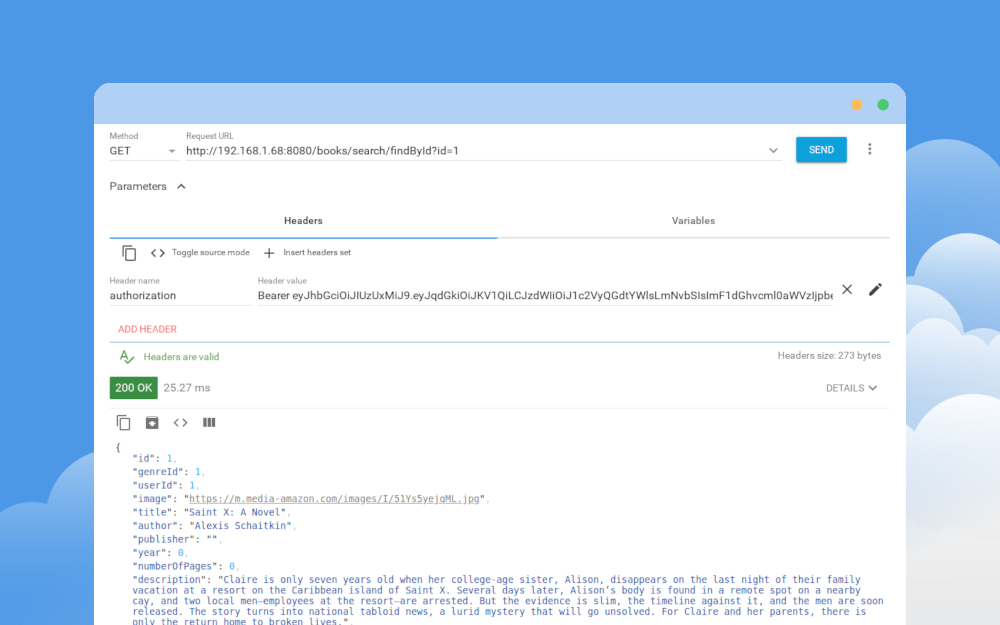 Method
Request URL
GET
http://192.168.1.68:8080/books/search/findById?id=1
SEND
Parameters
Headers
Variables
Toggle source mode
Insert headers set
Header name
Header value
authorization
Bearer eyJhbGciOiJIUzUxMiJ9.eyJqdGkiOiJKV1QiLCJzdWIiOiJ1c2VyQGdtYWlsLmNvbSIsImF1dGhvcml0aWVzIjpbe
ADD HEADER
Headers are valid
Headers size: 273 bytes
200 OK
25.27 ms
DETAILS
{
"id": 1,
"genreId": 1,
"userId": 1,
"image": "https://m.media-amazon.com/images/I/51Ys5yejqML.jpg",
"title": "Saint X: A Novel",
"author": "Alexis Schaitkin",
"publisher": "",
"year": 0,
"numberOfPages": 0,
"description": "Claire is only seven years old when her college-age sister, Alison, disappears on the last night of their family
vacation at a resort on the Caribbean island of Saint X. Several days later, Alison’s body is found in a remote spot on a nearby
cay, and two local men—employees at the resort—are arrested. But the evidence is slim, the timeline against it, and the men are soon
released. The story turns into national tabloid news, a lurid mystery that will go unsolved. For Claire and her parents, there is
only the return home to broken lives.",